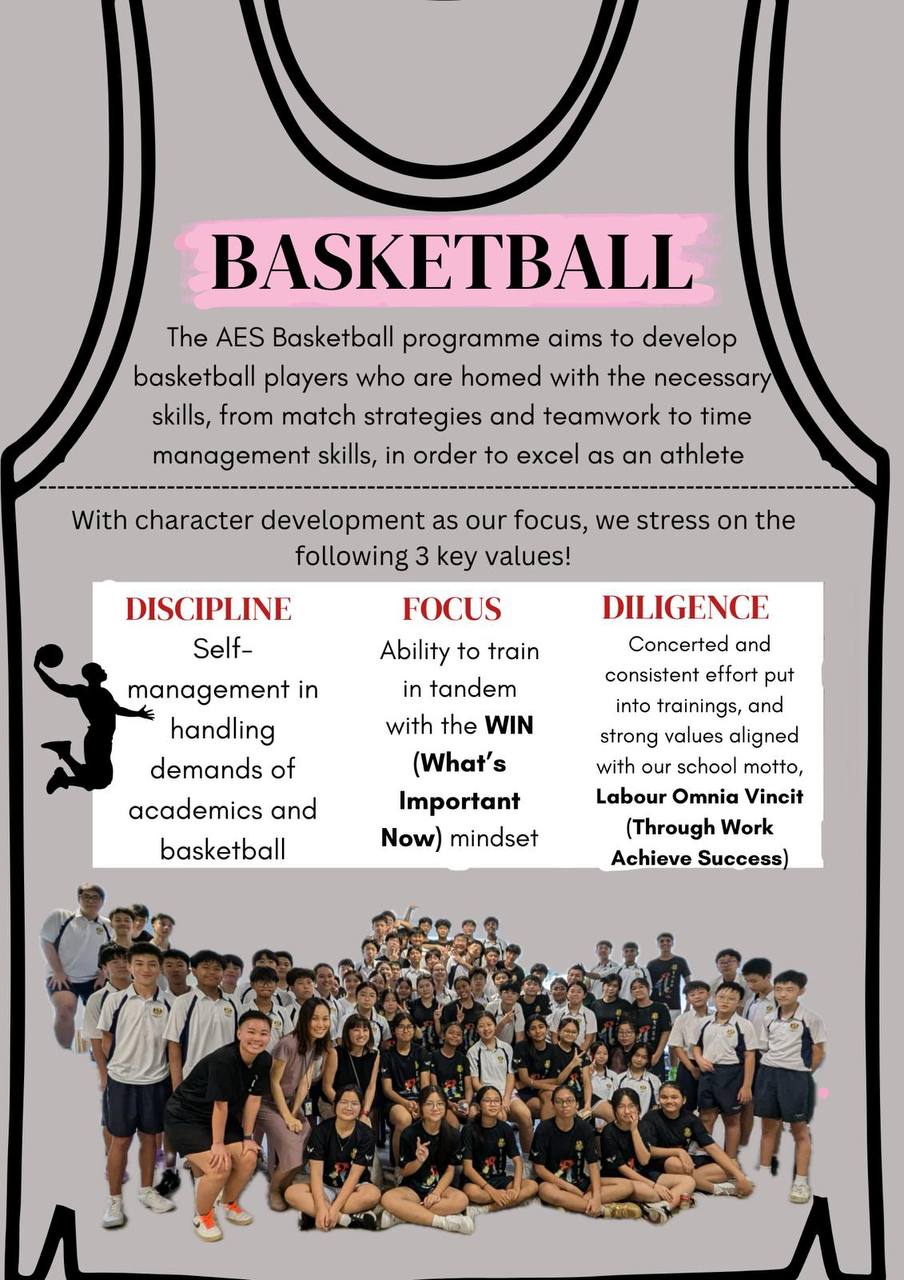 BASKETBALL
The AES Basketball programme aims to develop
basketball players who are homed with the necessary
skills, from match strategies and teamwork to time
management skills, in order to excel as an athlete
With character development as our focus, we stress on the
following 3 key values!
DISCIPLINE
Self-
management in
handling
demands of
academics and
basketball
FOCUS
Ability to train
in tandem
with the WIN
(What's
Important
Now) mindset
DILIGENCE
Concerted and
consistent effort put
into trainings, and
strong values aligned
with our school motto,
Labour Omnia Vincit
(Through Work
Achieve Success)